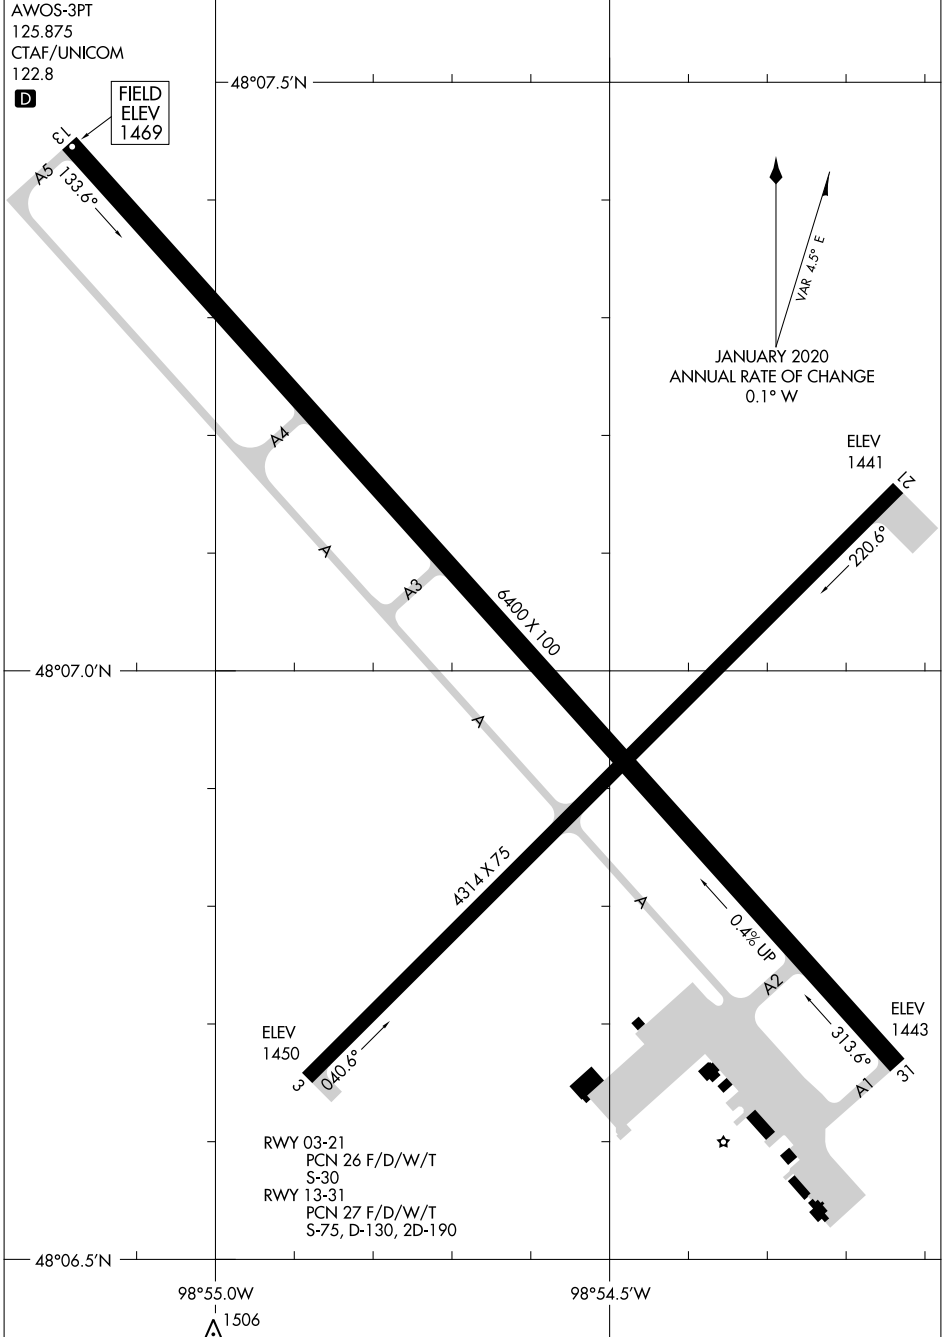 AWOS-3PT
125.875
CTAF/UNICOM
122.8
D
FIELD
ELEV
1469
48°07.5'N
13
A5
133.6°
VAR 4.5° E
JANUARY 2020
ANNUAL RATE OF CHANGE
0.1° W
A4
ELEV
1441
21
220.6°
A
A3
6400 X 100
48°07.0'N
A
4314 X 75
A
0.4% UP
A2
ELEV
1443
313.6°
31
A1
ELEV
1450
040.6°
3
RWY 03-21
PCN 26 F/D/W/T
S-30
RWY 13-31
PCN 27 F/D/W/T
S-75, D-130, 2D-190
48°06.5'N
98°55.0'W
98°54.5'W
1506